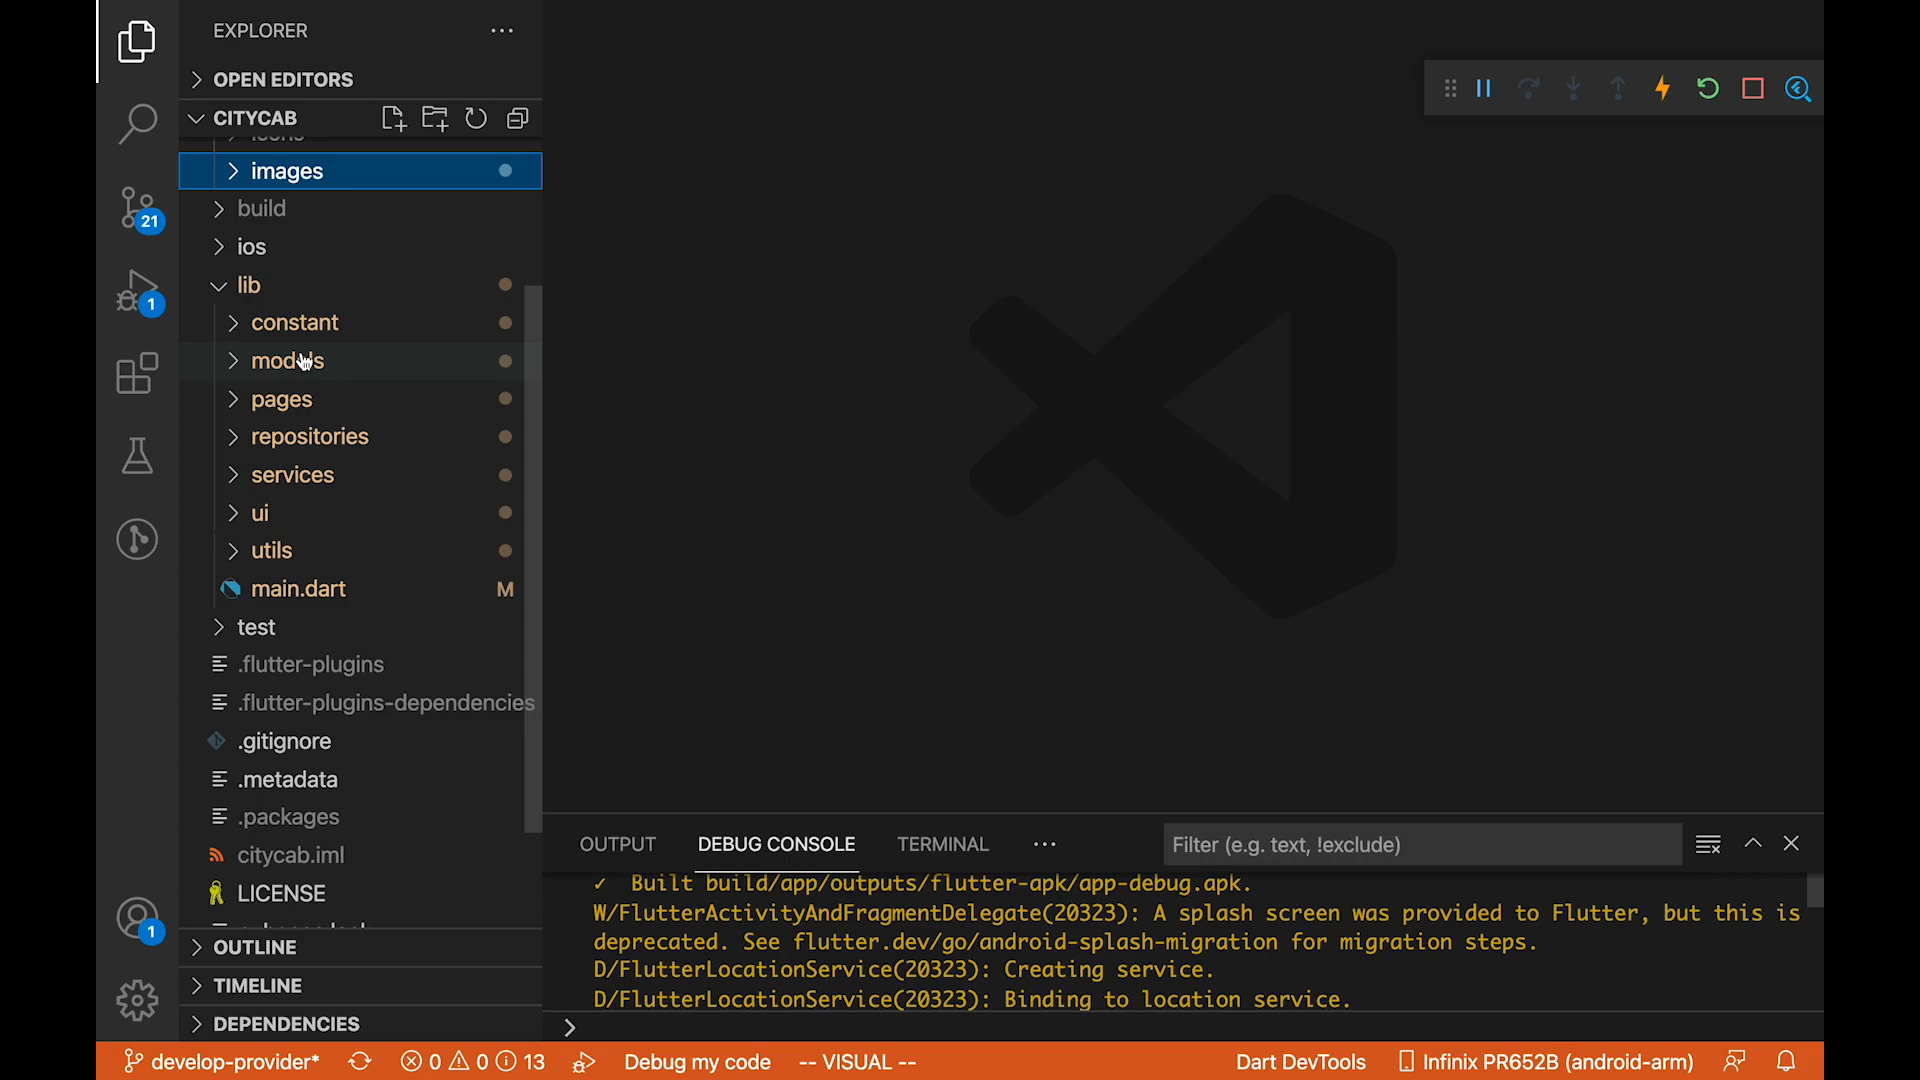 EXPLORER
OPEN EDITORS
CITYCAB
icons
images
build
21
ios
lib
1
constant
models
pages
repositories
services
ui
utils
main.dart M
test
.flutter-plugins
.flutter-plugins-dependencies
.gitignore
.metadata
.packages
citycab.iml
LICENSE
1
OUTLINE
TIMELINE
DEPENDENCIES
OUTPUT DEBUG CONSOLE TERMINAL Filter (e.g. text, !exclude)
✓ Built build/app/outputs/flutter-apk/app-debug.apk.
W/FlutterActivityAndFragmentDelegate(20323): A splash screen was provided to Flutter, but this is
deprecated. See flutter.dev/go/android-splash-migration for migration steps.
D/FlutterLocationService(20323): Creating service.
D/FlutterLocationService(20323): Binding to location service.
develop-provider* 0 0 13 Debug my code -- VISUAL -- Dart DevTools Infinix PR652B (android-arm)